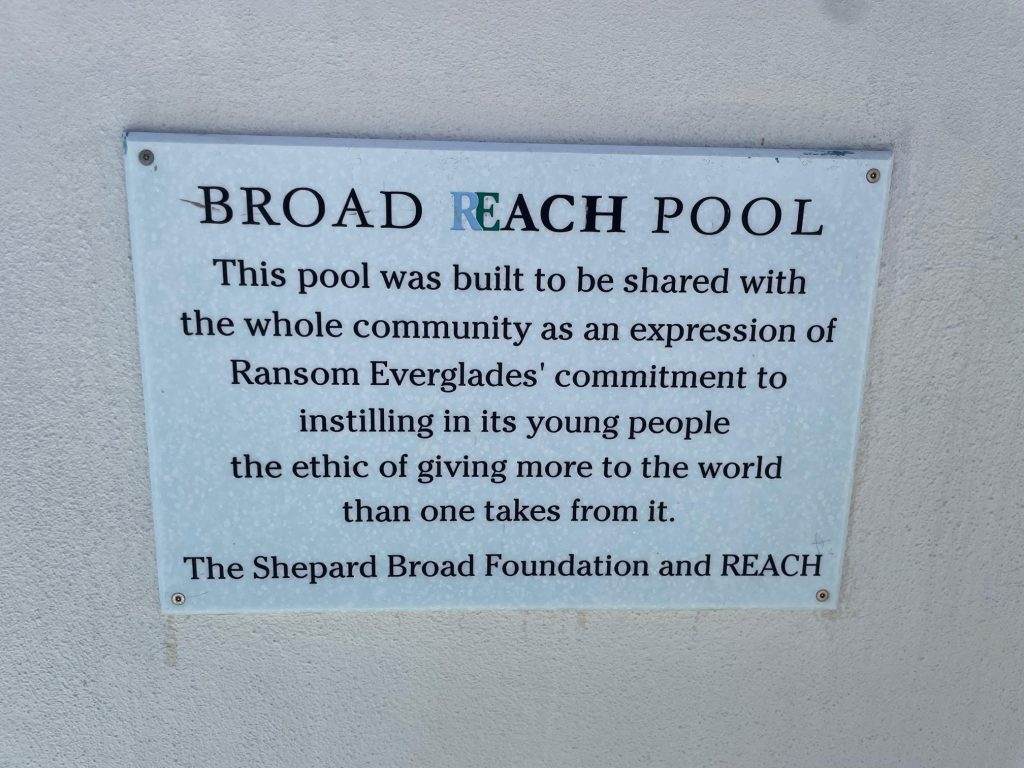 BROAD REACH POOL
This pool was built to be shared with
the whole community as an expression of
Ransom Everglades' commitment to
instilling in its young people
the ethic of giving more to the world
than one takes from it.
The Shepard Broad Foundation and REACH